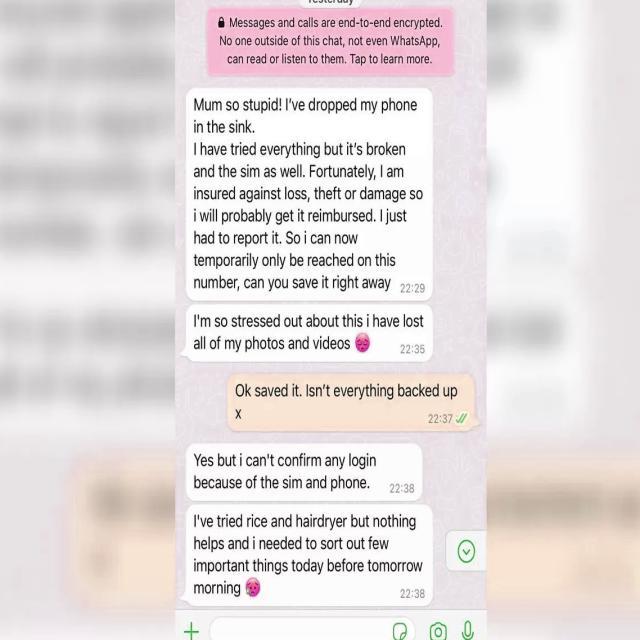 Yesterday
Messages and calls are end-to-end encrypted.
No one outside of this chat, not even WhatsApp,
can read or listen to them. Tap to learn more.
Mum so stupid! I've dropped my phone
in the sink.
I have tried everything but it's broken
and the sim as well. Fortunately, I am
insured against loss, theft or damage so
i will probably get it reimbursed. I just
had to report it. So i can now
temporarily only be reached on this
number, can you save it right away 22:29
I'm so stressed out about this i have lost
all of my photos and videos 22:35
Ok saved it. Isn't everything backed up
x 22:37
Yes but i can't confirm any login
because of the sim and phone. 22:38
I've tried rice and hairdryer but nothing
helps and i needed to sort out few
important things today before tomorrow
morning 22:38